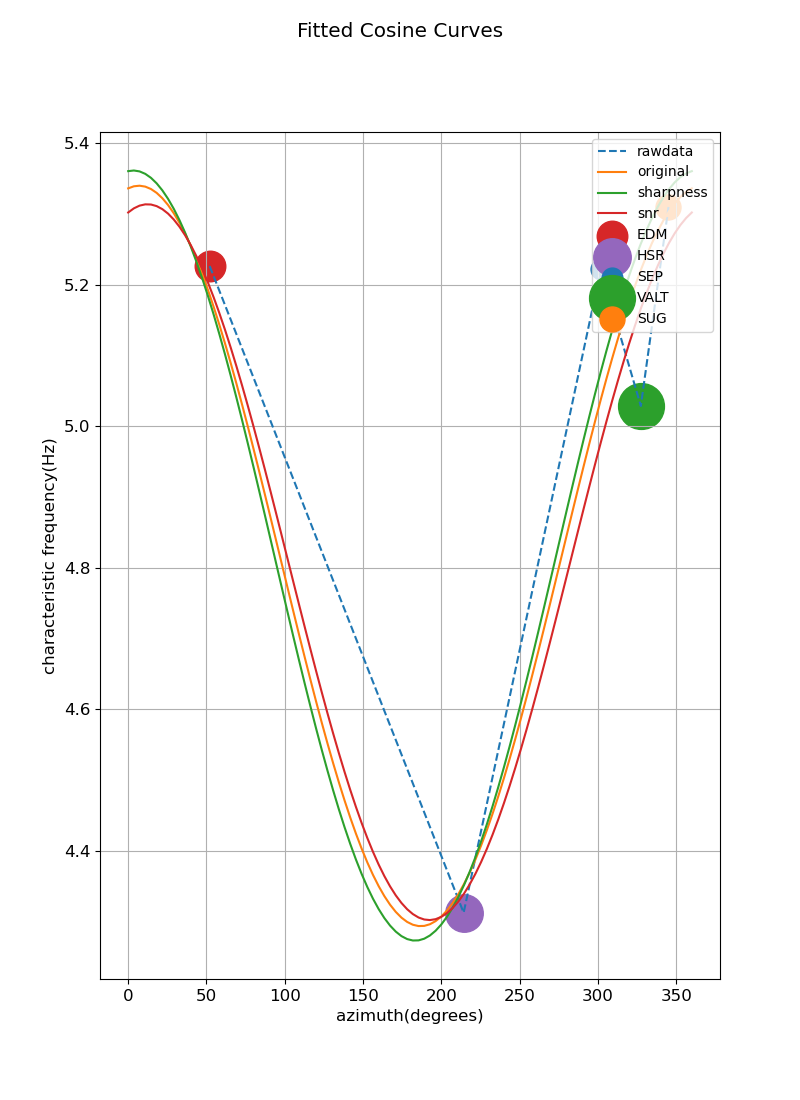 Fitted Cosine Curves
5.4
5.2
5.0
4.8
4.6
4.4
characteristic frequency(Hz)
rawdata
original
sharpness
snr
EDM
HSR
SEP
VALT
SUG
0 50 100 150 200 250 300 350
azimuth(degrees)